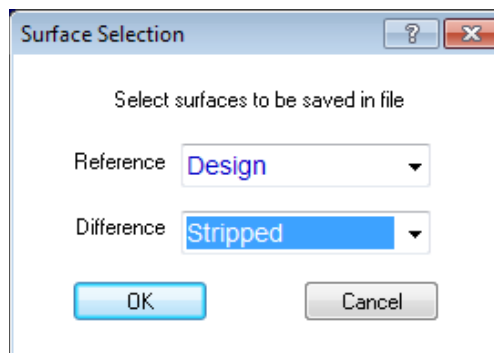 Surface Selection
Select surfaces to be saved in file
Reference Design
Difference Stripped
OK Cancel